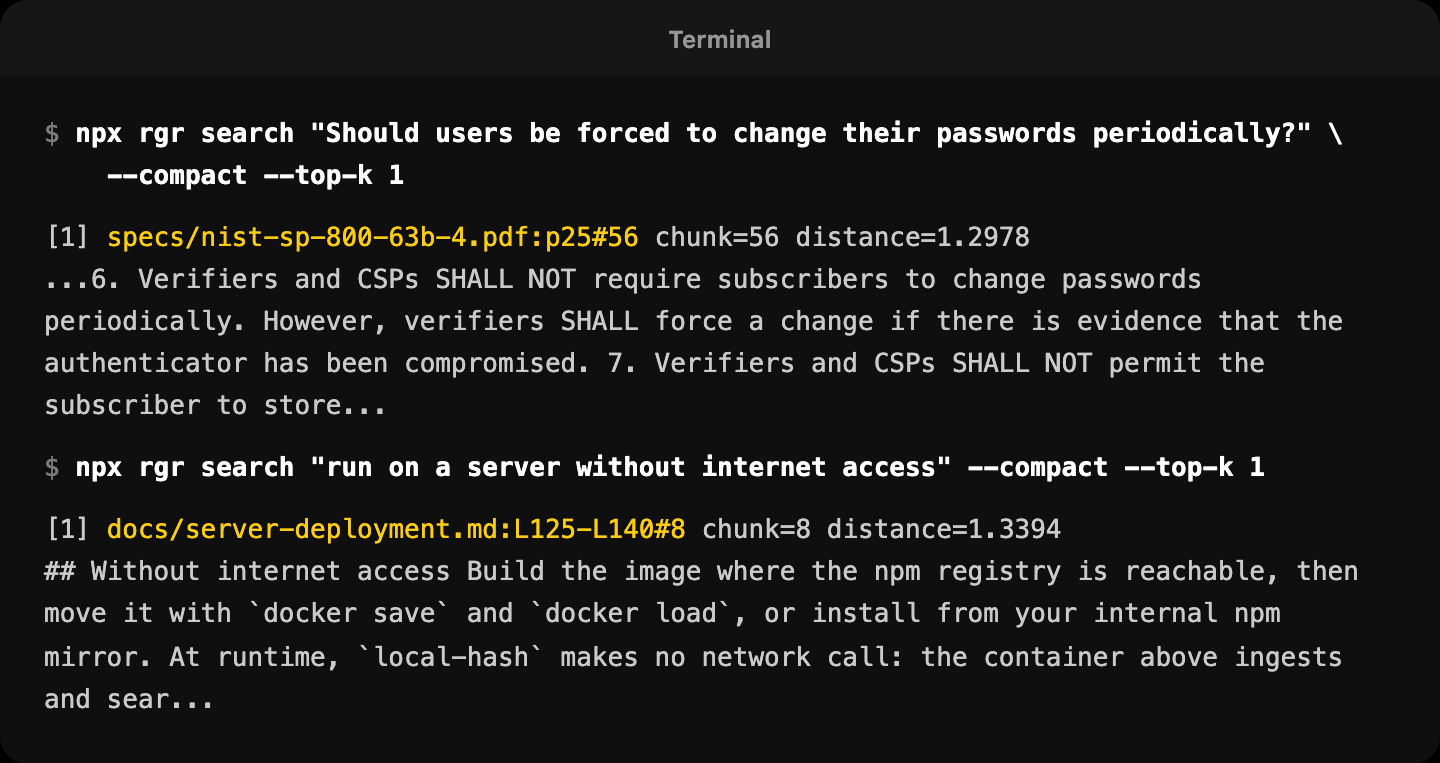 Terminal
$ npx rgr search "Should users be forced to change their passwords periodically?" \
--compact --top-k 1
[1] specs/nist-sp-800-63b-4.pdf:p25#56 chunk=56 distance=1.2978
...6. Verifiers and CSPs SHALL NOT require subscribers to change passwords
periodically. However, verifiers SHALL force a change if there is evidence that the
authenticator has been compromised. 7. Verifiers and CSPs SHALL NOT permit the
subscriber to store...
$ npx rgr search "run on a server without internet access" --compact --top-k 1
[1] docs/server-deployment.md:L125-L140#8 chunk=8 distance=1.3394
## Without internet access Build the image where the npm registry is reachable, then
move it with `docker save` and `docker load`, or install from your internal npm
mirror. At runtime, `local-hash` makes no network call: the container above ingests
and sear...